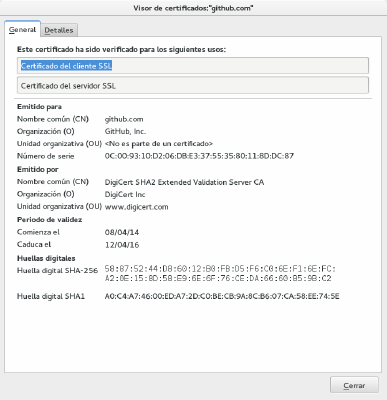 Visor de certificados:"github.com"
General Detalles
Este certificado ha sido verificado para los siguientes usos:
Certificado del cliente SSL
Certificado del servidor SSL
Emitido para
Nombre común (CN) github.com
Organización (O) GitHub, Inc.
Unidad organizativa (OU) <No es parte de un certificado>
Número de serie 0C:00:93:10:D2:06:DB:E3:37:55:35:80:11:8D:DC:87
Emitido por
Nombre común (CN) DigiCert SHA2 Extended Validation Server CA
Organización (O) DigiCert Inc
Unidad organizativa (OU) www.digicert.com
Periodo de validez
Comienza el 08/04/14
Caduca el 12/04/16
Huellas digitales
Huella digital SHA-256 58:87:52:44:D8:60:12:B0:FB:D5:F6:C0:6E:F1:6E:FC:
A2:0E:15:8D:58:E9:6E:6F:76:CE:DA:66:60:85:9B:C2
Huella digital SHA1 A0:C4:A7:46:00:ED:A7:2D:C0:BE:CB:9A:8C:B6:07:CA:58:EE:74:5E
Cerrar